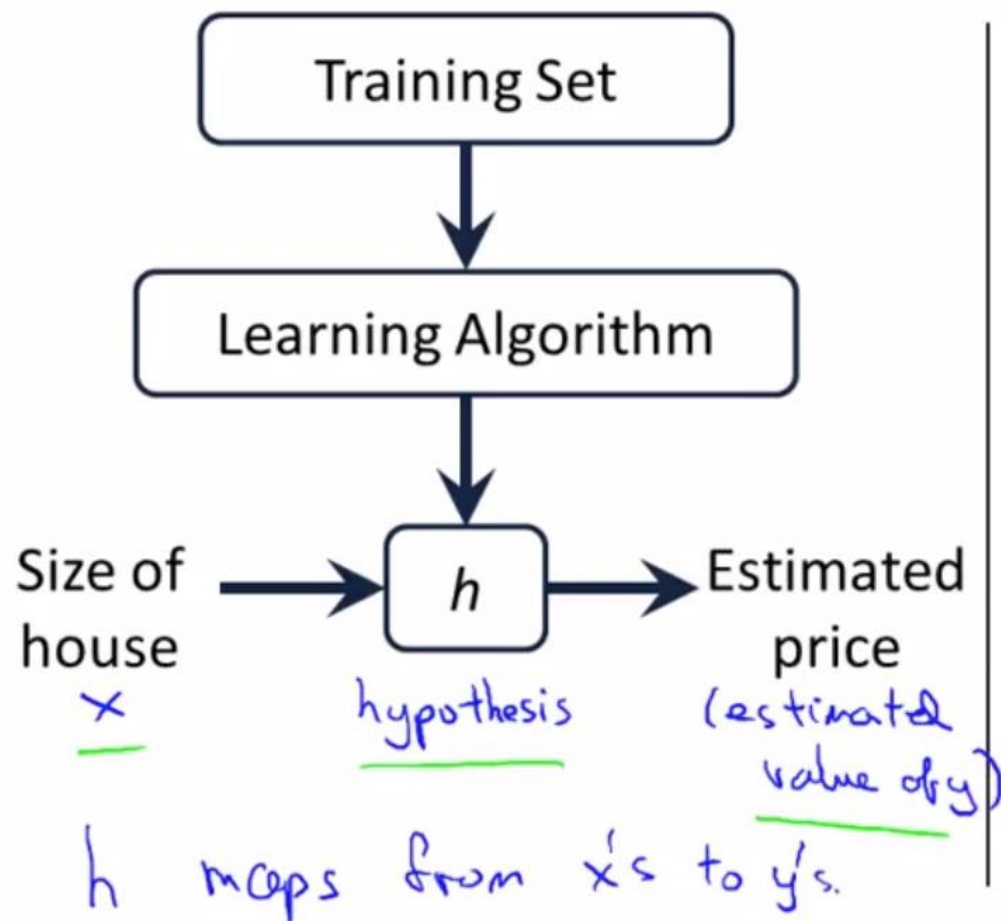 Training Set
Learning Algorithm
Size of
house
h
Estimated
price
x
hypothesis
(estimated
value of y)
h maps from x's to y's.